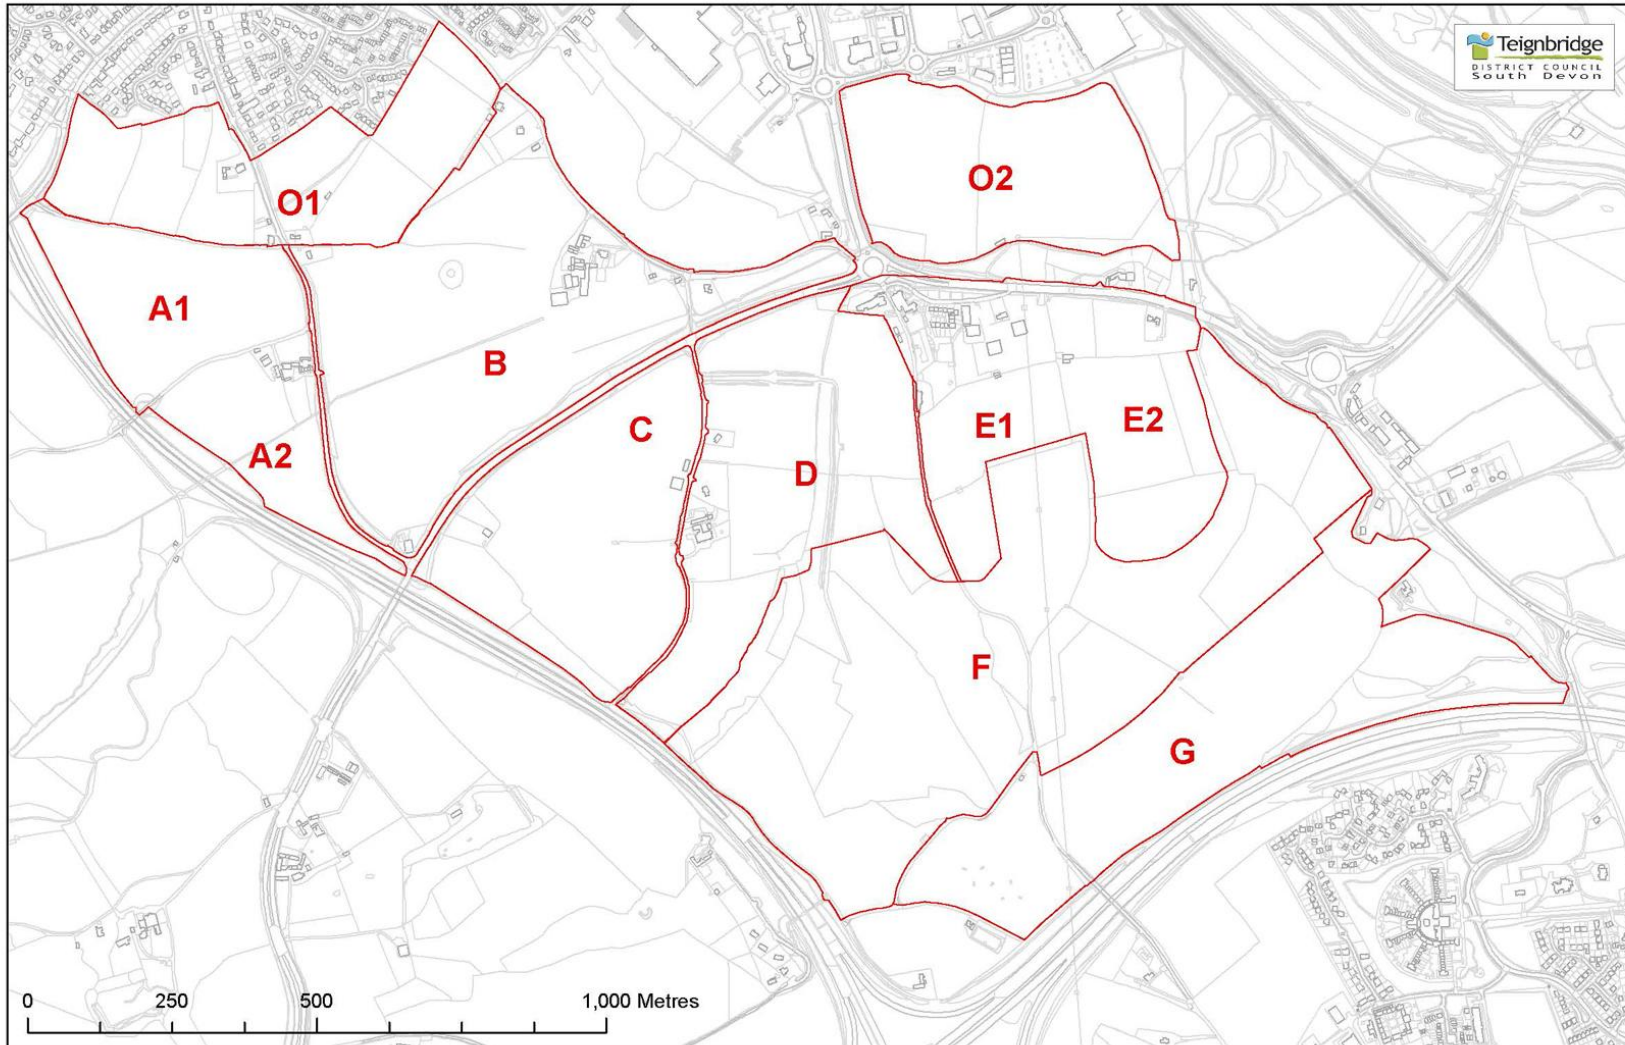 Teignbridge
DISTRICT COUNCIL
South Devon
O1
O2
A1
B
A2
C
D
E1
E2
F
G
0 250 500 1,000 Metres